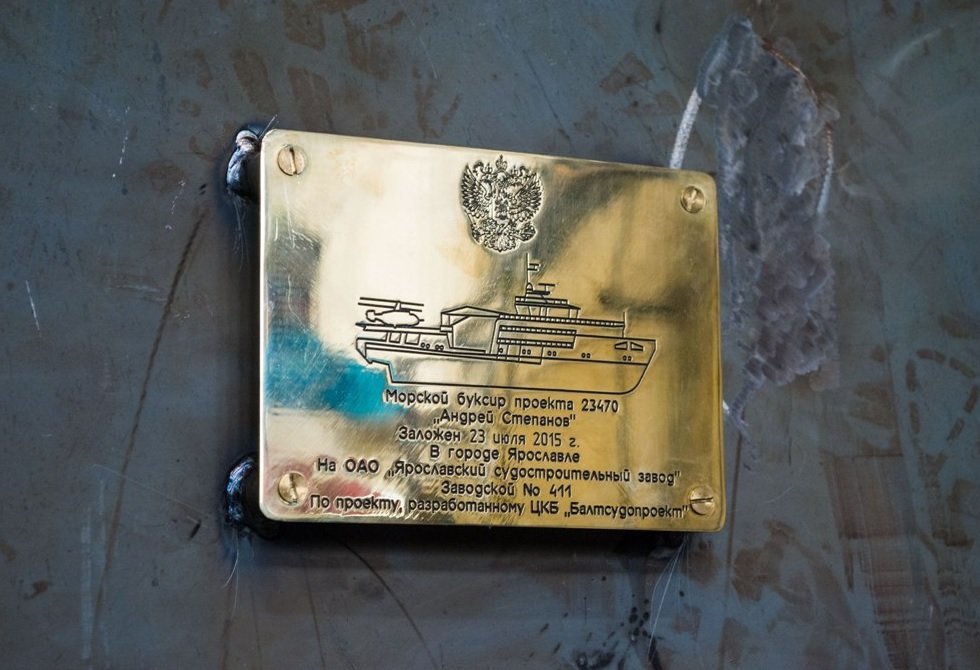 Морской буксир проекта 23470
„Андрей Степанов"
Заложен 23 июля 2015 г.
В городе Ярославле
На ОАО „Ярославский судостроительный завод"
Заводской № 411
По проекту, разработанному ЦКБ „Балтсудопроект"